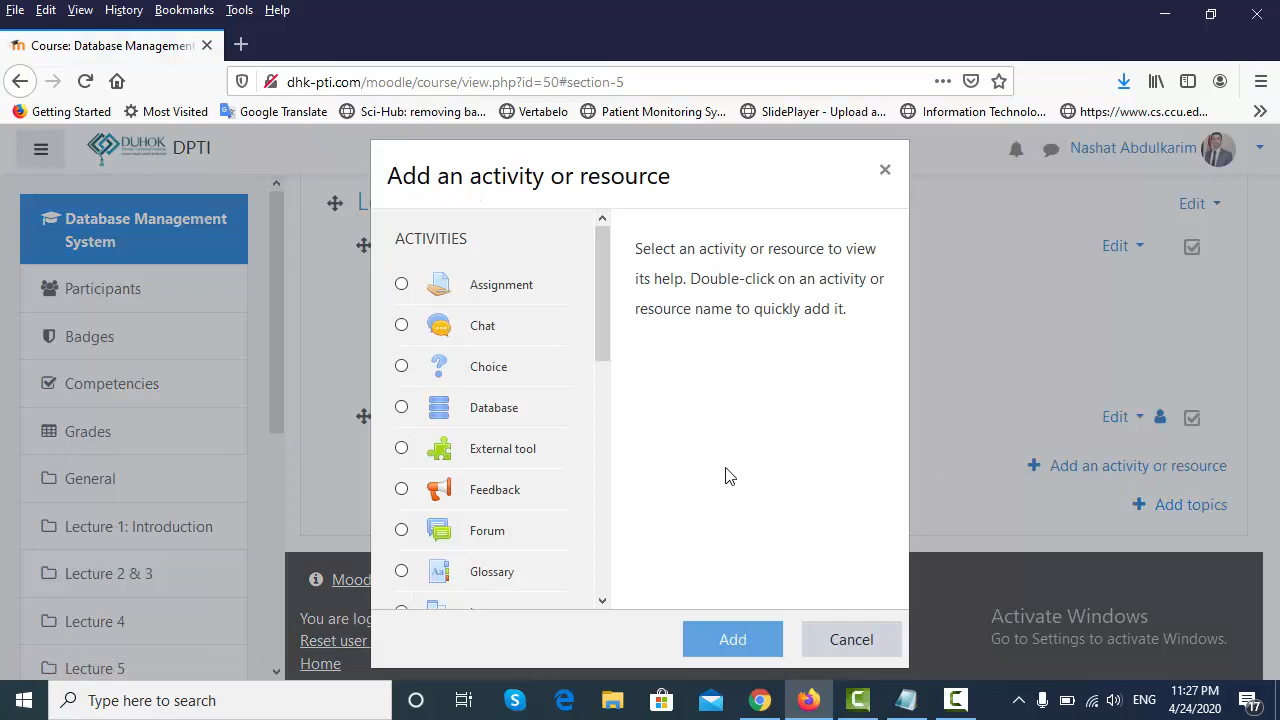 File Edit View History Bookmarks Tools Help
Course: Database Management
dhk-pti.com/moodle/course/view.php?id=50#section-5
Getting Started Most Visited Google Translate Sci-Hub: removing ba... Vertabelo Patient Monitoring Sy... SlidePlayer - Upload a... Information Technolo... https://www.cs.ccu.ed...
DUHOK DPTI Nashat Abdulkarim
Add an activity or resource
Database Management
System
Participants
Badges
Competencies
Grades
General
Lecture 1: Introduction
Lecture 2 & 3
Lecture 4
Lecture 5
ACTIVITIES
Assignment
Chat
Choice
Database
External tool
Feedback
Forum
Glossary
Select an activity or resource to view
its help. Double-click on an activity or
resource name to quickly add it.
Add Cancel
Edit
Edit
Edit
Add an activity or resource
Add topics
Mood
You are log
Reset user
Home
Activate Windows
Go to Settings to activate Windows.
Type here to search
ENG
11:27 PM
4/24/2020
17